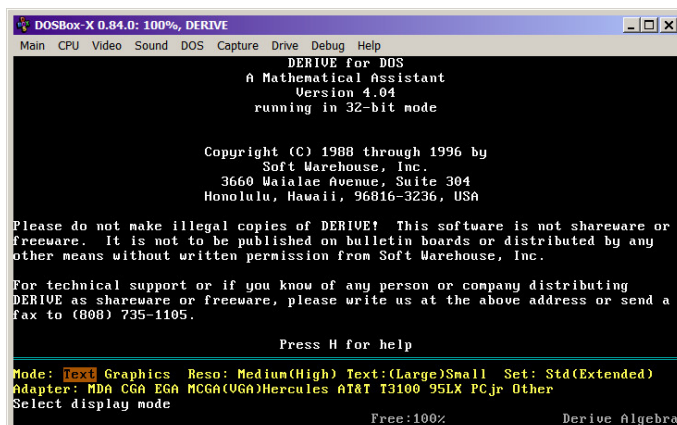 DOSBox-X 0.84.0: 100%, DERIVE
Main CPU Video Sound DOS Capture Drive Debug Help
DERIVE for DOS
A Mathematical Assistant
Version 4.04
running in 32-bit mode
Copyright (C) 1988 through 1996 by
Soft Warehouse, Inc.
3660 Waialae Avenue, Suite 304
Honolulu, Hawaii, 96816-3236, USA
Please do not make illegal copies of DERIVE! This software is not shareware or
freeware. It is not to be published on bulletin boards or distributed by any
other means without written permission from Soft Warehouse, Inc.
For technical support or if you know of any person or company distributing
DERIVE as shareware or freeware, please write us at the above address or send a
fax to (808) 735-1105.
Press H for help
Mode: Text Graphics Reso: Medium(High) Text:(Large)Small Set: Std(Extended)
Adapter: MDA CGA EGA MCGA(VGA)Hercules AT&T T3100 95LX PCjr Other
Select display mode
Free:100% Derive Algebra